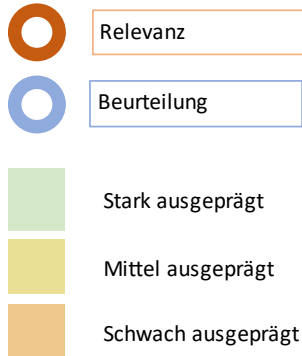 Relevanz
Beurteilung
Stark ausgeprägt
Mittel ausgeprägt
Schwach ausgeprägt